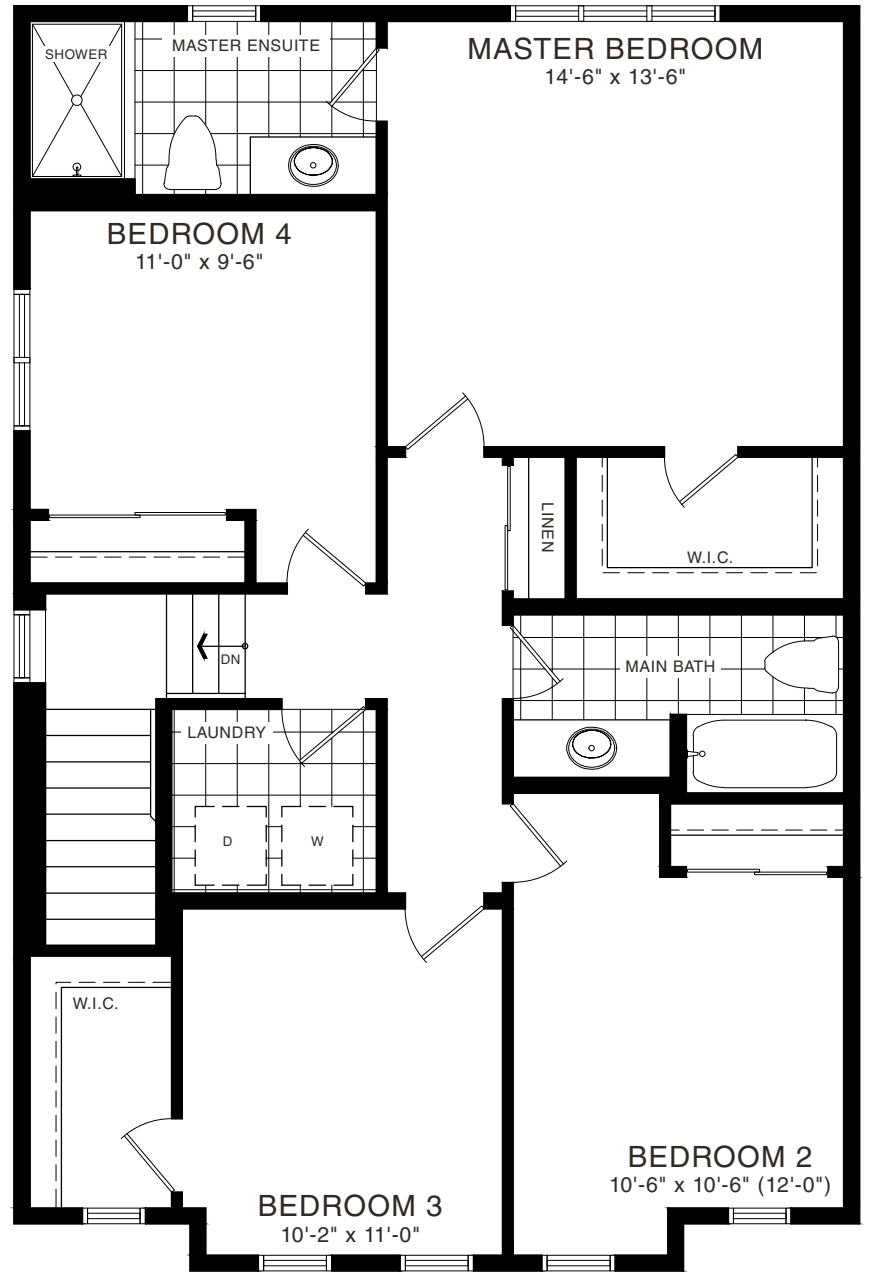 SHOWER
MASTER ENSUITE
MASTER BEDROOM
14'-6" x 13'-6"
BEDROOM 4
11'-0" x 9'-6"
LINEN
W.I.C.
DN
MAIN BATH
LAUNDRY
D
W
W.I.C.
BEDROOM 2
10'-6" x 10'-6" (12'-0")
BEDROOM 3
10'-2" x 11'-0"